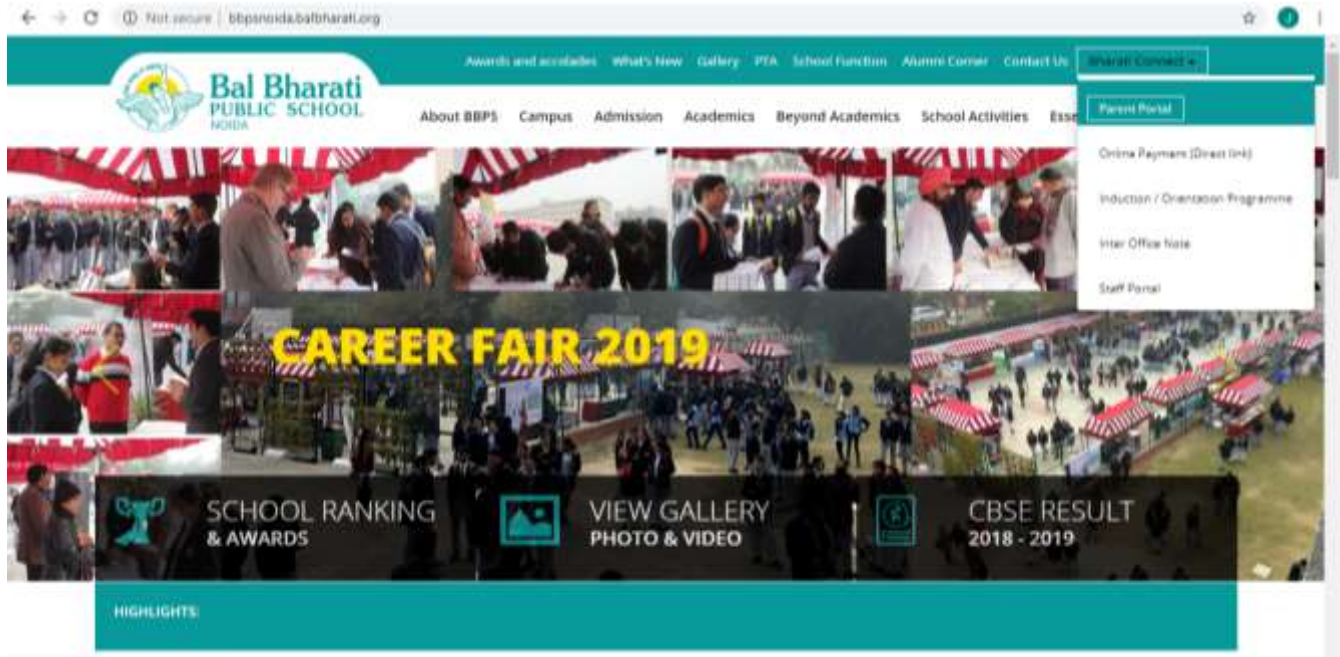 Not secure | bbpsnoida.balbharati.org
Awards and accolades What's New Gallery PTA School Function Alumni Corner Contact Us Bharati Connect
Bal Bharati
PUBLIC SCHOOL
NOIDA
About BBPS Campus Admission Academics Beyond Academics School Activities Esse
Parent Portal
Online Payment (Direct link)
Induction / Orientation Programme
Inter Office Note
Staff Portal
CAREER FAIR 2019
SCHOOL RANKING
& AWARDS
VIEW GALLERY
PHOTO & VIDEO
CBSE RESULT
2018 - 2019
HIGHLIGHTS: